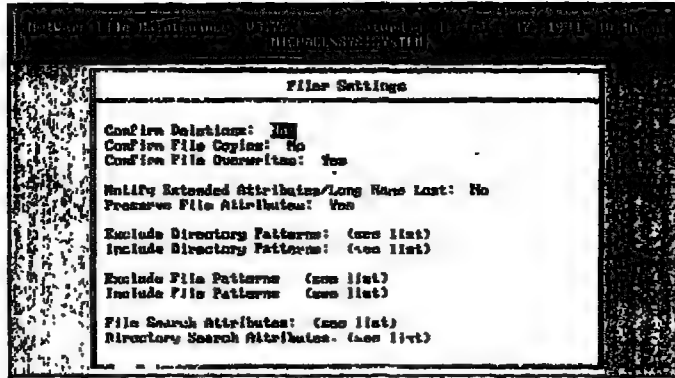 Filer Settings
Confirm Deletions: No
Confirm File Copies: No
Confirm File Overwrites: Yes
Notify Extended Attributes/Long Name Lost: No
Preserve File Attributes: Yes
Exclude Directory Patterns: (see list)
Include Directory Patterns: (see list)
Exclude File Patterns (see list)
Include File Patterns (see list)
File Search Attributes: (see list)
Directory Search Attributes. (see list)